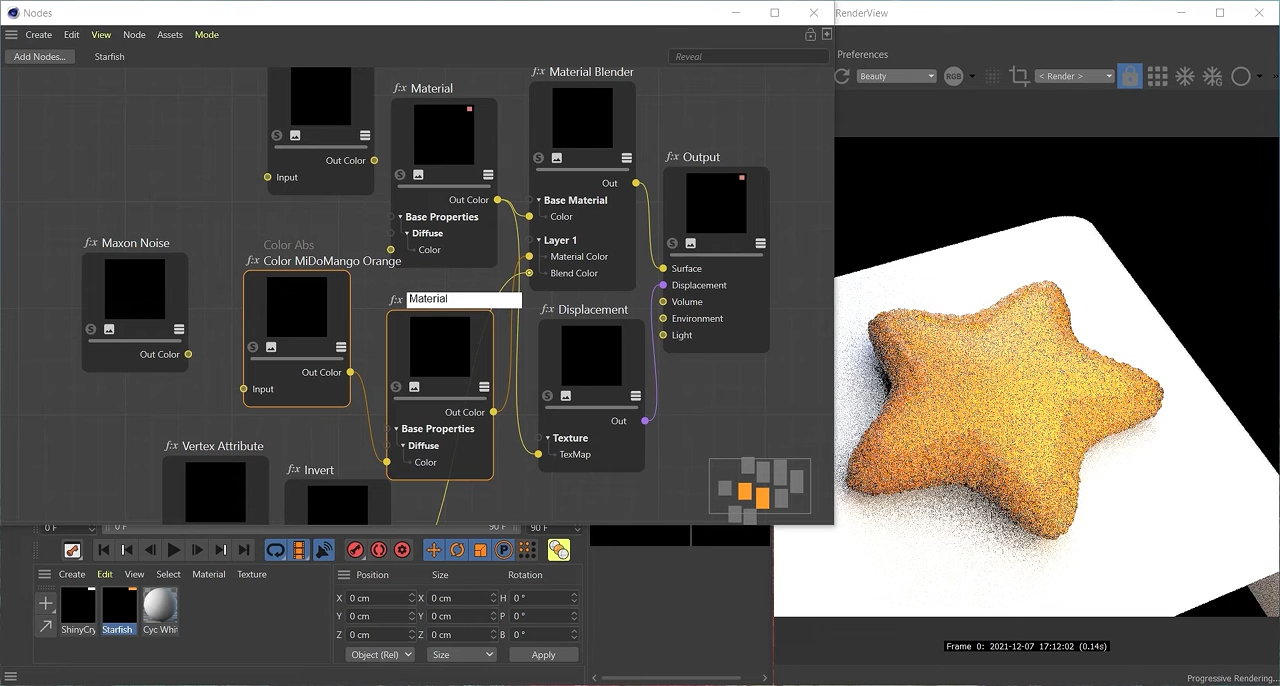 Nodes
Create Edit View Node Assets Mode
Add Nodes... Starfish Reveal
f:x Material Blender
f:x Material
Out Color
Input
Out
Out Color
Base Material
Color
Base Properties
Diffuse
Color
Layer 1
Material Color
Blend Color
f:x Output
Surface
Displacement
Volume
Environment
Light
f:x Maxon Noise
Out Color
Color Abs
f:x Color MiDoMango Orange
Out Color
Input
f:x Material
Out Color
Base Properties
Diffuse
Color
f:x Displacement
Out
Texture
TexMap
f:x Vertex Attribute
f:x Invert
0 F 0 F 90 F 90 F
Create Edit View Select Material Texture
ShinyCry Starfish Cyc Whit
Position Size Rotation
X 0 cm X 0 cm H 0 °
Y 0 cm Y 0 cm P 0 °
Z 0 cm Z 0 cm B 0 °
Object (Rel) Size Apply
RenderView
Preferences
Beauty RGB < Render > G
Frame 0: 2021-12-07 17:12:02 (0.14s)
Progressive Rendering...